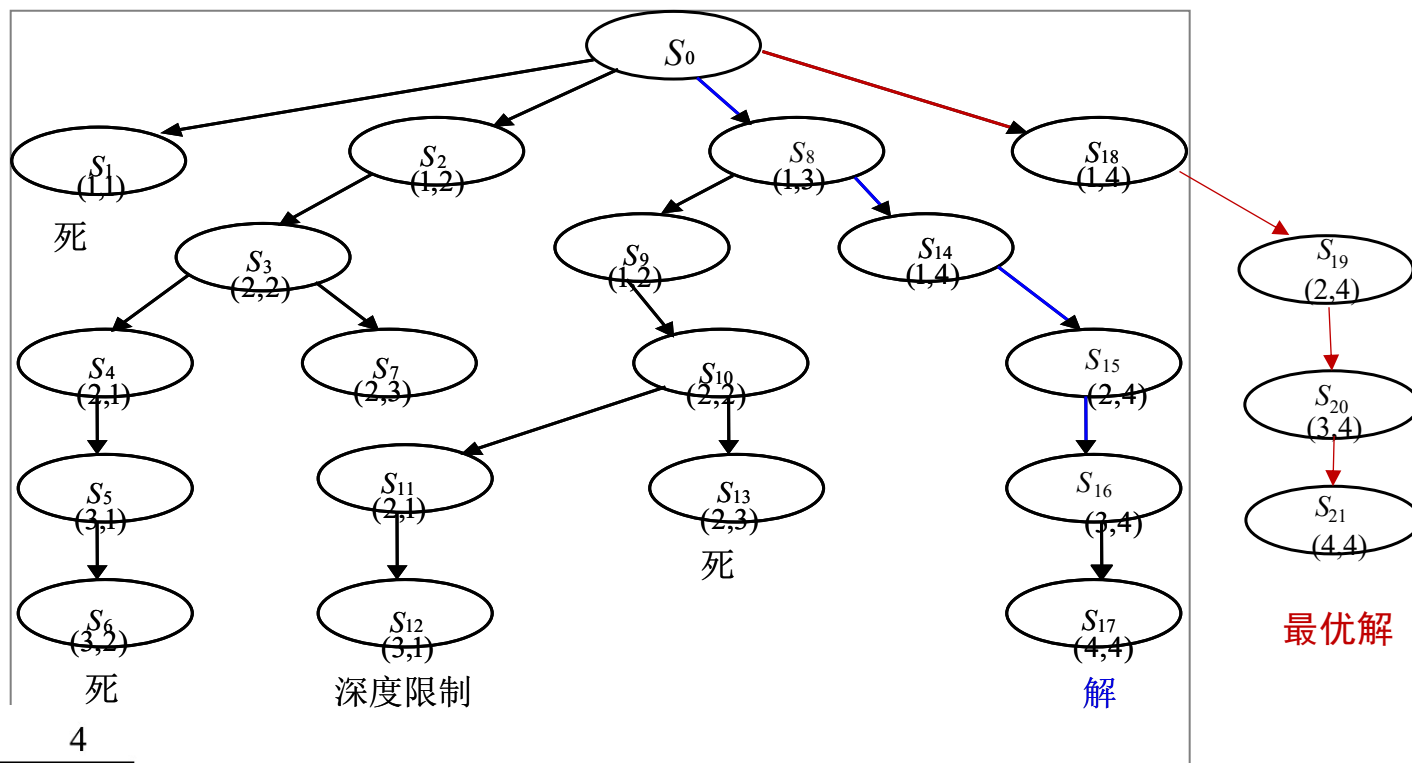 S0
S1
(1,1)
死
S2
(1,2)
S8
(1,3)
S18
(1,4)
S3
(2,2)
S9
(1,2)
S14
(1,4)
S19
(2,4)
S4
(2,1)
S7
(2,3)
S10
(2,2)
S15
(2,4)
S20
(3,4)
S5
(3,1)
S11
(2,1)
S13
(2,3)
死
S16
(3,4)
S21
(4,4)
S6
(3,2)
死
S12
(3,1)
深度限制
S17
(4,4)
解
最优解
4